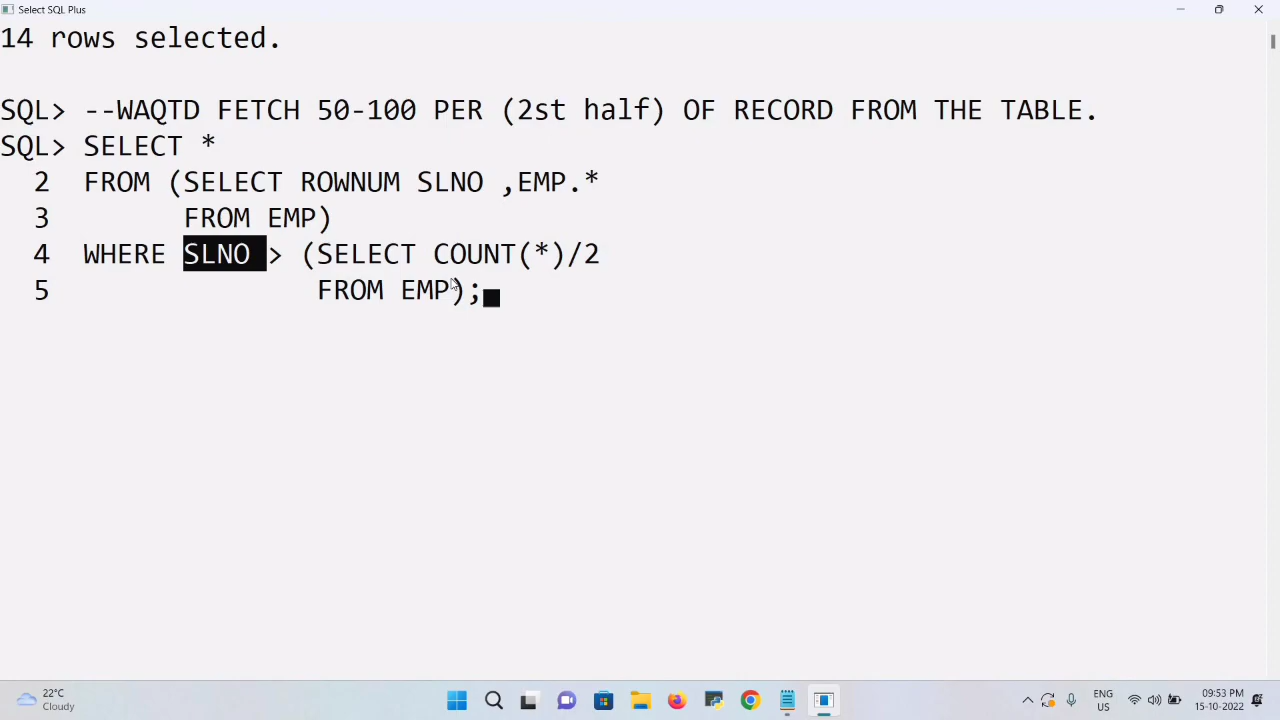 Select SQL Plus
14 rows selected.
SQL> --WAQTD FETCH 50-100 PER (2st half) OF RECORD FROM THE TABLE.
SQL> SELECT *
2 FROM (SELECT ROWNUM SLNO ,EMP.*
3 FROM EMP)
4 WHERE SLNO > (SELECT COUNT(*)/2
5 FROM EMP);
22°C
Cloudy
ENG
US
09:38 PM
13-10-2022